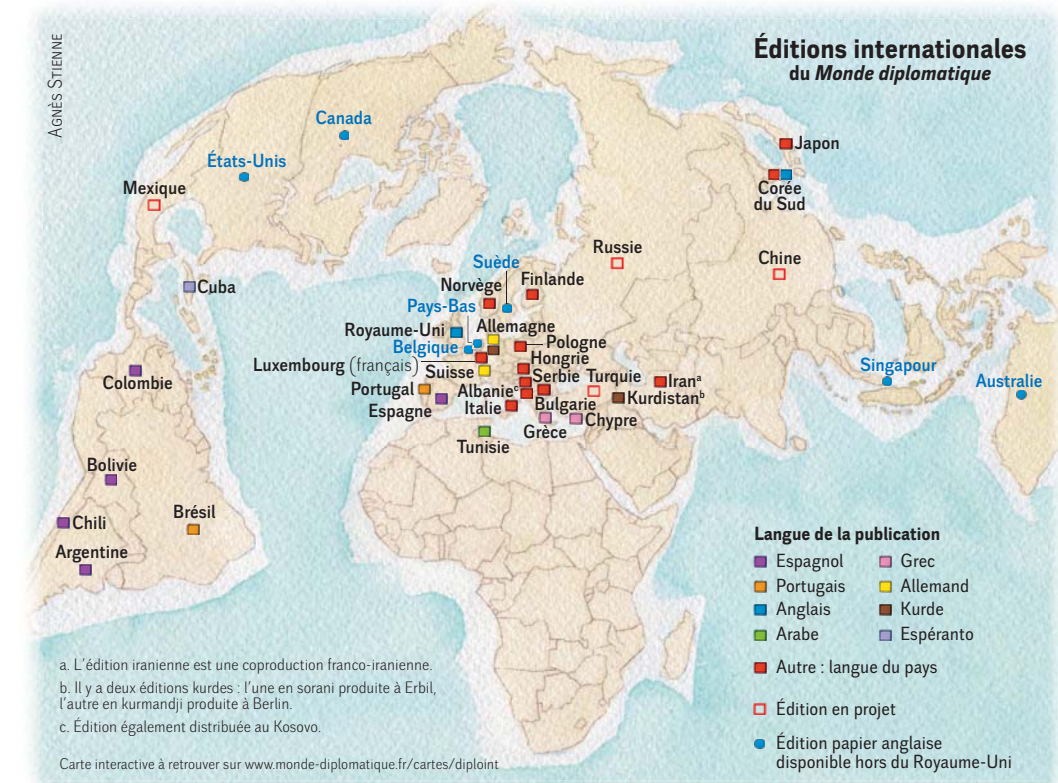 AGNÈS STIENNE
Éditions internationales
du Monde diplomatique
Canada
États-Unis
Mexique
Cuba
Japon
Corée
du Sud
Russie
Chine
Suède
Norvège
Finlande
Pays-Bas
Royaume-Uni
Allemagne
Belgique
Pologne
Luxembourg (français)
Hongrie
Suisse
Serbie
Turquie
Iranᵃ
Portugal
Albanieᶜ
Kurdistanᵇ
Espagne
Italie
Bulgarie
Grèce
Chypre
Tunisie
Singapour
Australie
Colombie
Bolivie
Chili
Brésil
Argentine
Langue de la publication
Espagnol
Portugais
Anglais
Arabe
Grec
Allemand
Kurde
Espéranto
Autre : langue du pays
Édition en projet
Édition papier anglaise
disponible hors du Royaume-Uni
a. L'édition iranienne est une coproduction franco-iranienne.
b. Il y a deux éditions kurdes : l'une en sorani produite à Erbil,
l'autre en kurmandji produite à Berlin.
c. Édition également distribuée au Kosovo.
Carte interactive à retrouver sur www.monde-diplomatique.fr/cartes/diploint